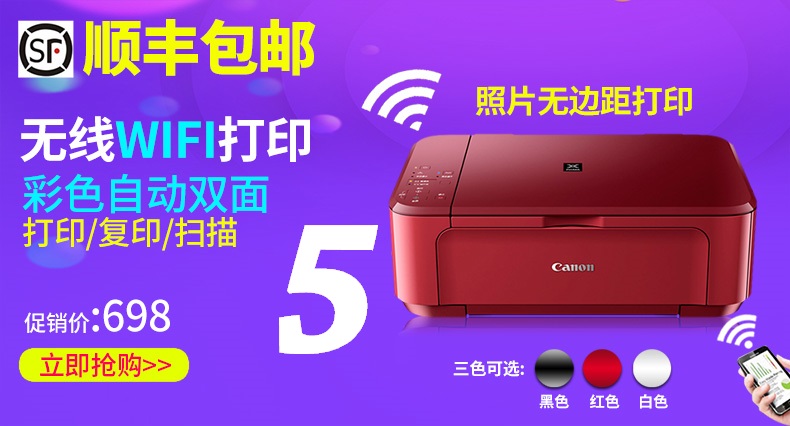 SF 顺丰包邮
照片无边距打印
无线WIFI打印
彩色自动双面
打印/复印/扫描
5
Canon
促销价:698
立即抢购>>
三色可选:
黑色 红色 白色